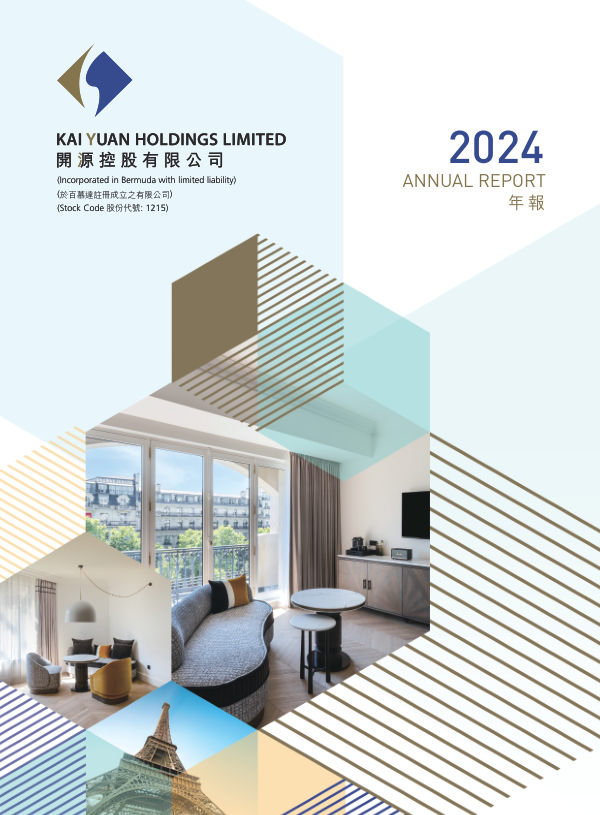 KAI YUAN HOLDINGS LIMITED
開源控股有限公司
(Incorporated in Bermuda with limited liability)
(於百慕達註冊成立之有限公司)
(Stock Code 股份代號: 1215)
2024
ANNUAL REPORT
年報